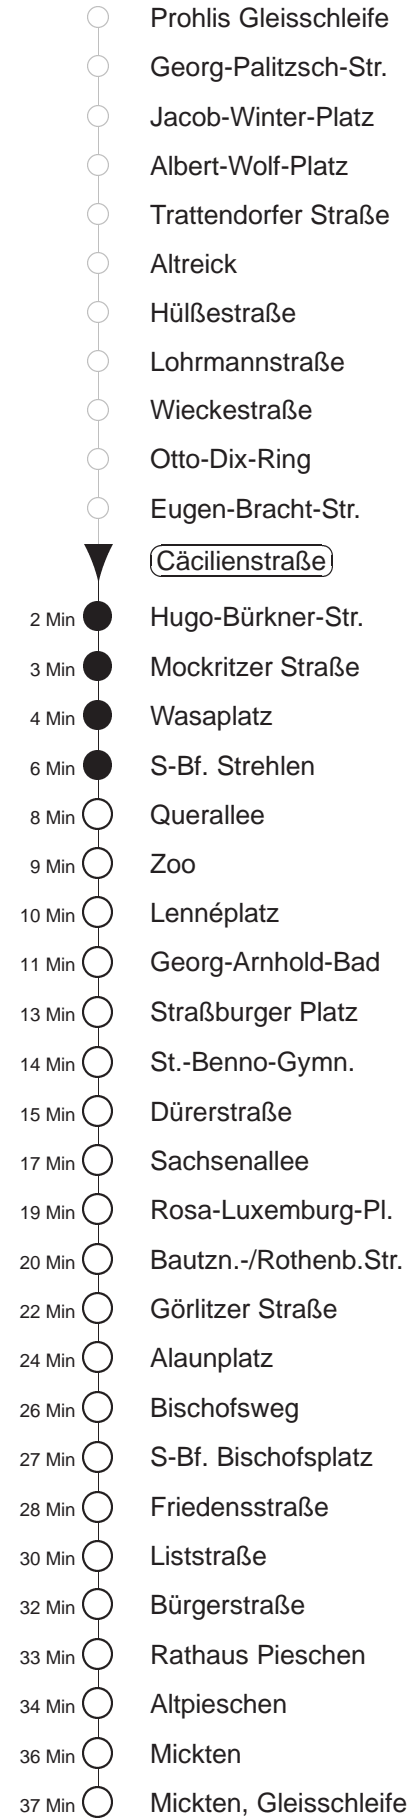 Prohlis Gleisschleife
Georg-Palitzsch-Str.
Jacob-Winter-Platz
Albert-Wolf-Platz
Trattendorfer Straße
Altreick
Hülßestraße
Lohrmannstraße
Wieckestraße
Otto-Dix-Ring
Eugen-Bracht-Str.
Cäcilienstraße
2 Min Hugo-Bürkner-Str.
3 Min Mockritzer Straße
4 Min Wasaplatz
6 Min S-Bf. Strehlen
8 Min Querallee
9 Min Zoo
10 Min Lennéplatz
11 Min Georg-Arnhold-Bad
13 Min Straßburger Platz
14 Min St.-Benno-Gymn.
15 Min Dürerstraße
17 Min Sachsenallee
19 Min Rosa-Luxemburg-Pl.
20 Min Bautzn.-/Rothenb.Str.
22 Min Görlitzer Straße
24 Min Alaunplatz
26 Min Bischofsweg
27 Min S-Bf. Bischofsplatz
28 Min Friedensstraße
30 Min Liststraße
32 Min Bürgerstraße
33 Min Rathaus Pieschen
34 Min Altpieschen
36 Min Mickten
37 Min Mickten, Gleisschleife